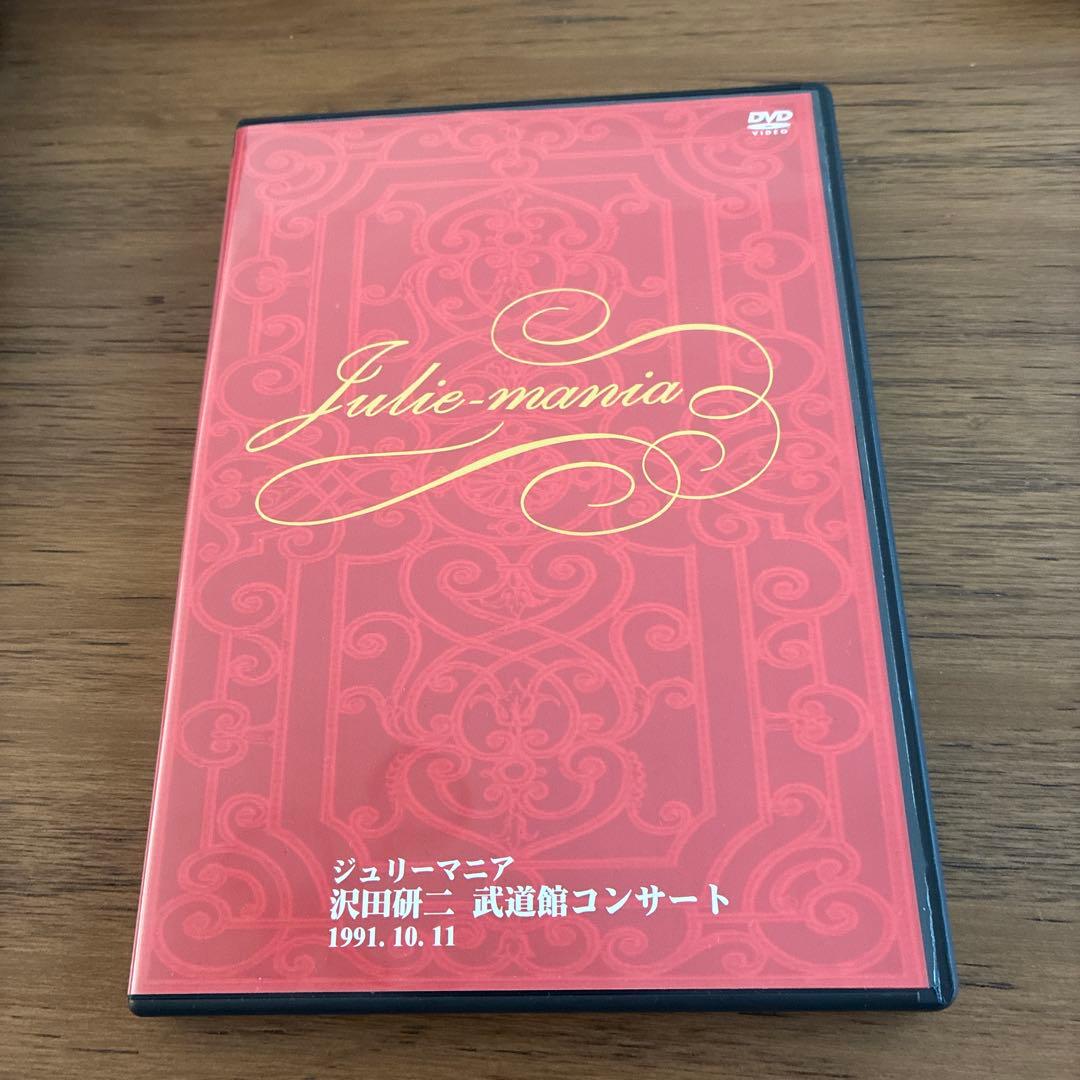 DVD
VIDEO
Julie-mania
ジュリーマニア
沢田研二 武道館コンサート
1991. 10. 11